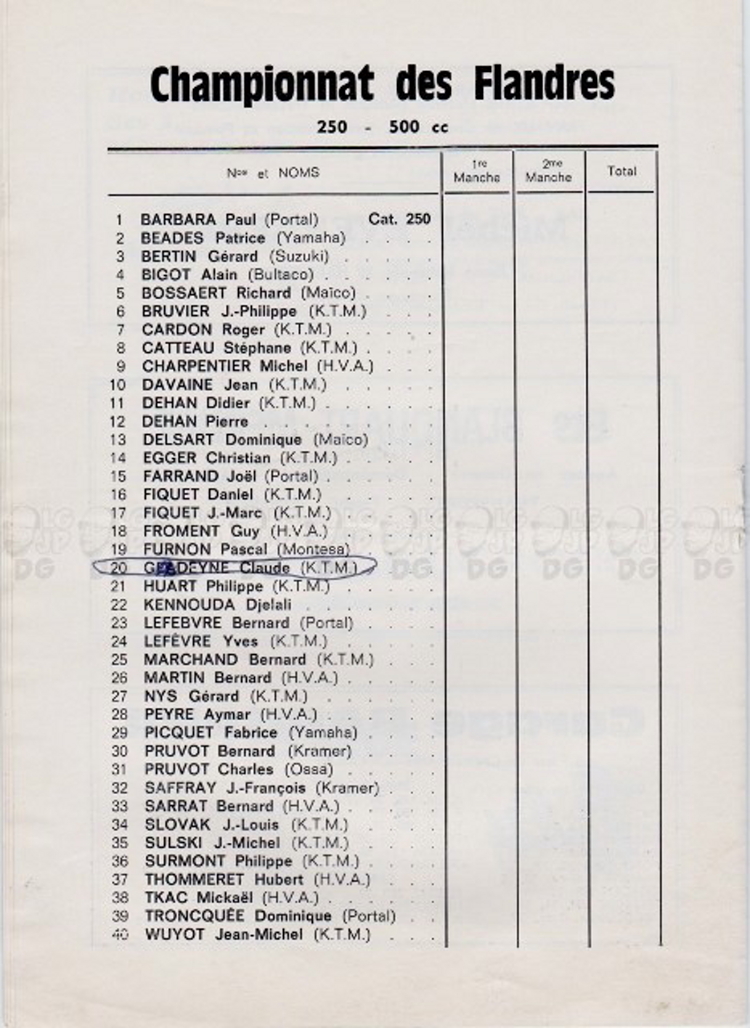 Championnat des Flandres
250 - 500 cc
Nos et NOMS
1re Manche
2me Manche
Total
1 BARBARA Paul (Portal) Cat. 250
2 BEADES Patrice (Yamaha) . . . .
3 BERTIN Gérard (Suzuki) . . . . .
4 BIGOT Alain (Bultaco) . . . . .
5 BOSSAERT Richard (Maïco) . . . .
6 BRUVIER J.-Philippe (K.T.M.) . . . .
7 CARDON Roger (K.T.M.) . . . . .
8 CATTEAU Stéphane (K.T.M.) . . . .
9 CHARPENTIER Michel (H.V.A.) . . .
10 DAVAINE Jean (K.T.M.) . . . . .
11 DEHAN Didier (K.T.M.) . . . . .
12 DEHAN Pierre . . . . . . .
13 DELSART Dominique (Maïco) . . .
14 EGGER Christian (K.T.M.) . . . .
15 FARRAND Joël (Portal) . . . . .
16 FIQUET Daniel (K.T.M.) . . . . .
17 FIQUET J.-Marc (K.T.M.) . . . . .
18 FROMENT Guy (H.V.A.) . . . . .
19 FURNON Pascal (Montesa) . . . .
20 Claude (K.T.M.) . . .
21 HUART Philippe (K.T.M.) . . . . .
22 KENNOUDA Djelali . . . . . .
23 LEFEBVRE Bernard (Portal) . . . .
24 LEFÈVRE Yves (K.T.M.) . . . . .
25 MARCHAND Bernard (K.T.M.) . . .
26 MARTIN Bernard (H.V.A.) . . . .
27 NYS Gérard (K.T.M.) . . . . . .
28 PEYRE Aymar (H.V.A.) . . . . .
29 PICQUET Fabrice (Yamaha) . . . .
30 PRUVOT Bernard (Kramer) . . . .
31 PRUVOT Charles (Ossa) . . . . .
32 SAFFRAY J.-François (Kramer) . . .
33 SARRAT Bernard (H.V.A.) . . . .
34 SLOVAK J.-Louis (K.T.M.) . . . .
35 SULSKI J.-Michel (K.T.M.) . . . .
36 SURMONT Philippe (K.T.M.) . . . .
37 THOMMERET Hubert (H.V.A.) . . .
38 TKAC Mickaël (H.V.A.) . . . . .
39 TRONCQUÉE Dominique (Portal) . .
40 WUYOT Jean-Michel (K.T.M.) . . .